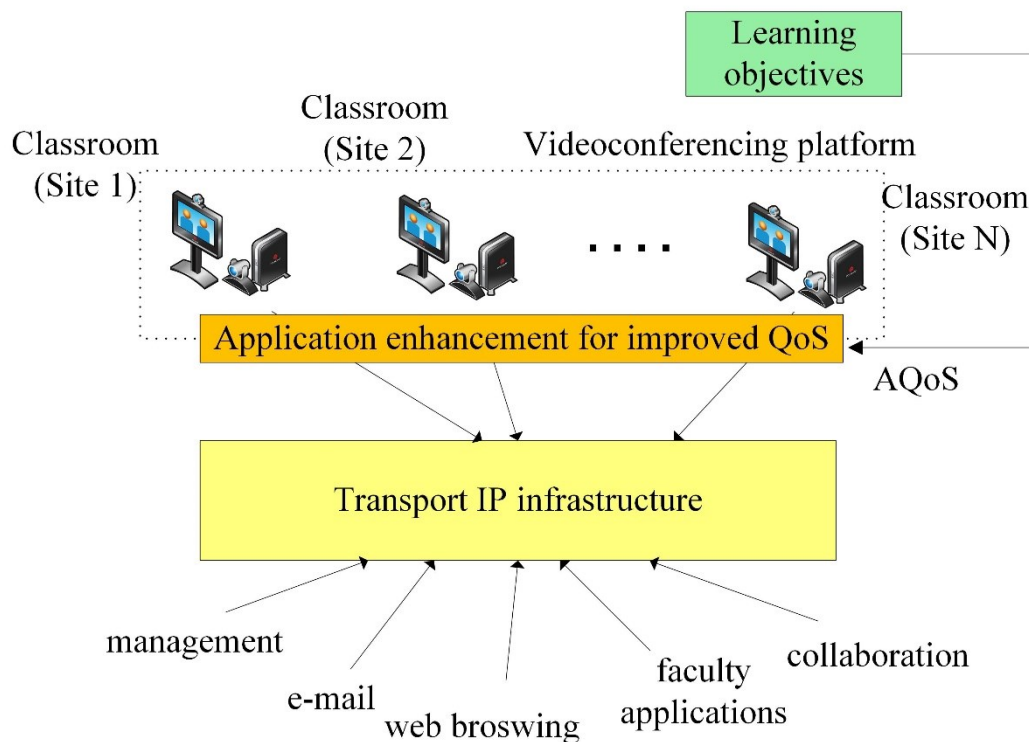 Learning
objectives
Classroom
(Site 1)
Classroom
(Site 2)
Videoconferencing platform
Classroom
(Site N)
Application enhancement for improved QoS
AQoS
Transport IP infrastructure
management
e-mail
web broswing
faculty
applications
collaboration